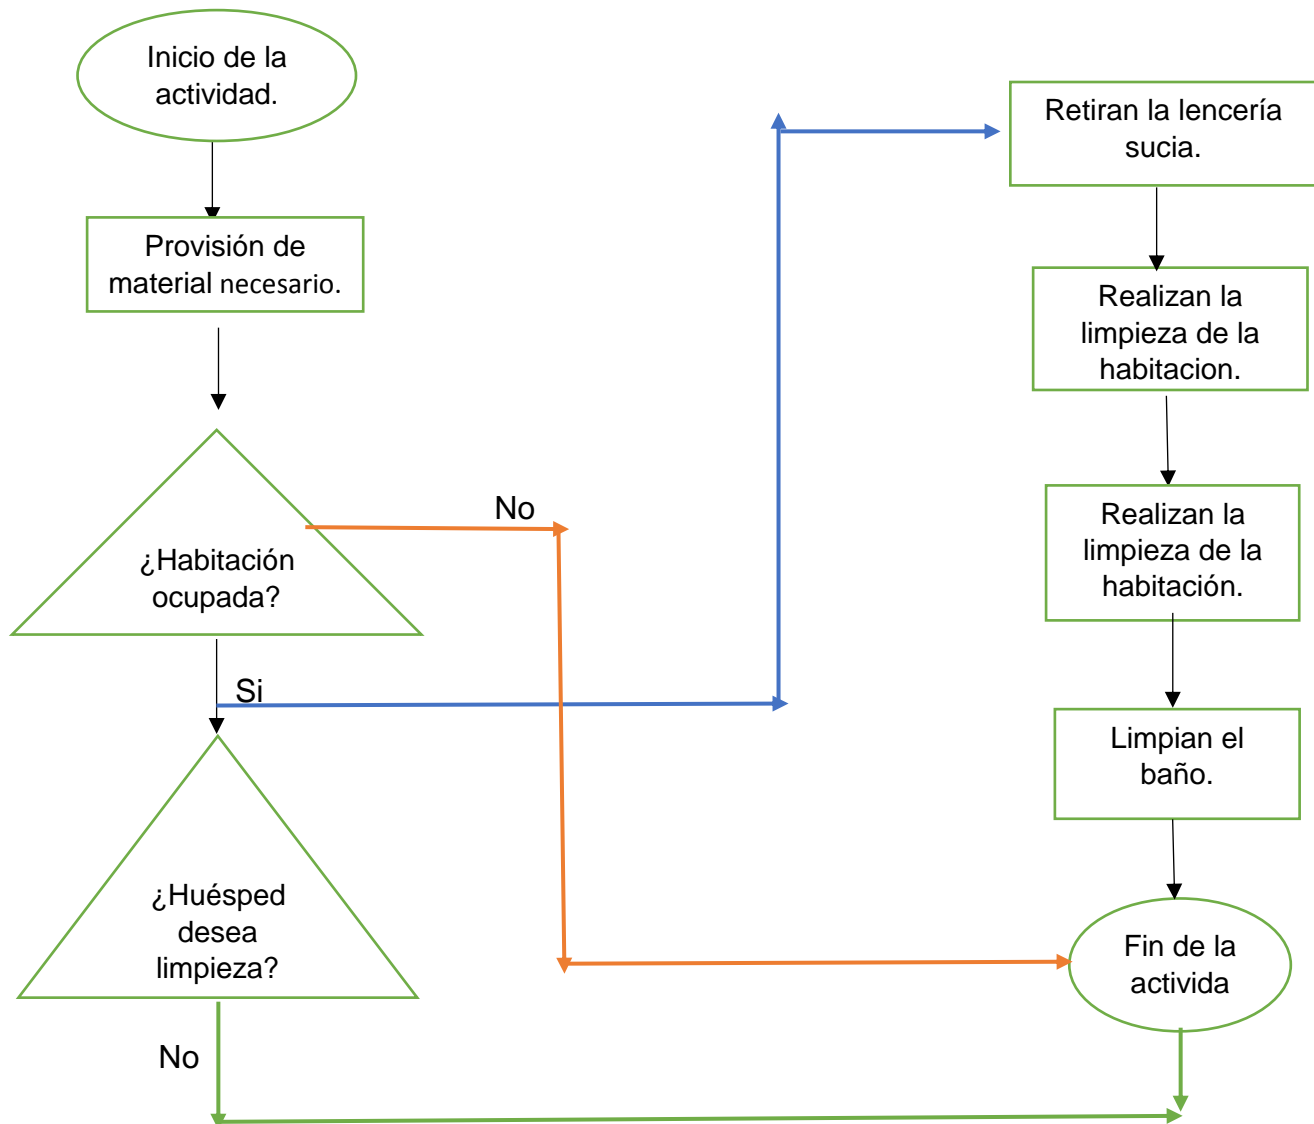 Inicio de la
actividad.
Provisión de
material necesario.
¿Habitación
ocupada?
No
Si
¿Huésped
desea
limpieza?
No
Retiran la lencería
sucia.
Realizan la
limpieza de la
habitacion.
Realizan la
limpieza de la
habitación.
Limpian el
baño.
Fin de la
activida